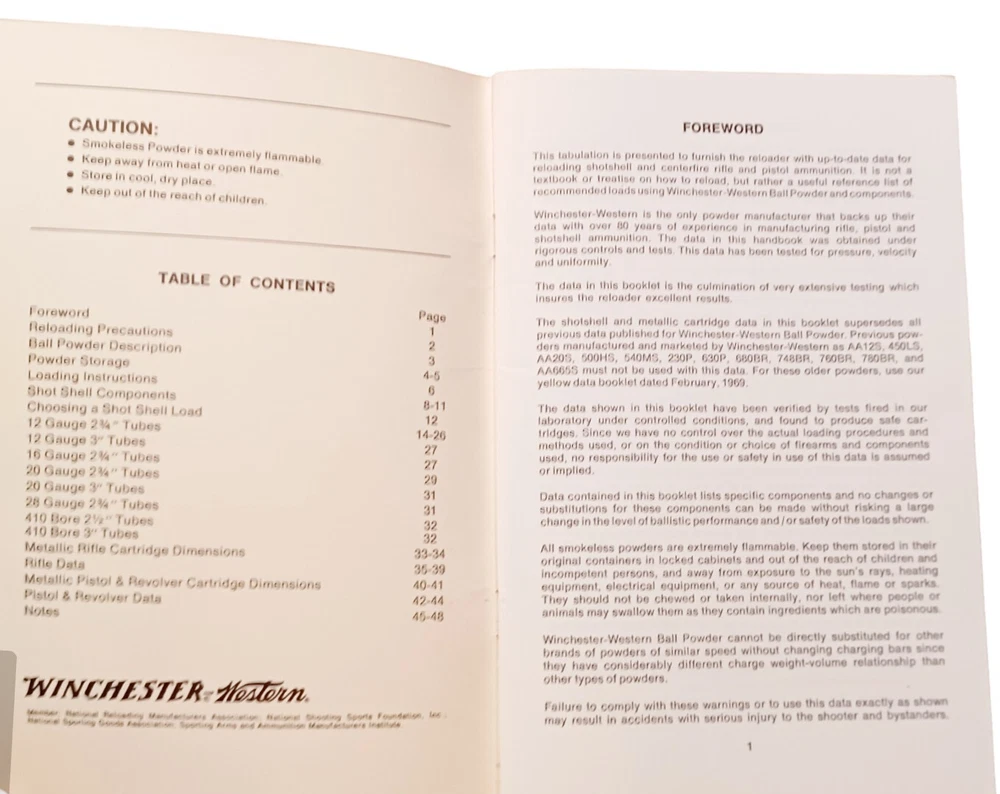 CAUTION:
• Smokeless Powder is extremely flammable.
• Keep away from heat or open flame.
• Store in cool, dry place.
• Keep out of the reach of children.
TABLE OF CONTENTS
Page
Foreword 1
Reloading Precautions 2
Ball Powder Description 3
Powder Storage 4-5
Loading Instructions 6
Shot Shell Components 8-11
Choosing a Shot Shell Load 12
12 Gauge 2¾" Tubes 14-26
12 Gauge 3" Tubes 27
16 Gauge 2¾" Tubes 27
20 Gauge 2¾" Tubes 29
20 Gauge 3" Tubes 31
28 Gauge 2¾" Tubes 31
410 Bore 2½" Tubes 32
410 Bore 3" Tubes 32
Metallic Rifle Cartridge Dimensions 33-34
Rifle Data 35-39
Metallic Pistol & Revolver Cartridge Dimensions 40-41
Pistol & Revolver Data 42-44
Notes 45-48
WINCHESTER-Western.
Member, National Reloading Manufacturers Association, National Shooting Sports Foundation, Inc.,
National Sporting Goods Association, Sporting Arms and Ammunition Manufacturers Institute.
FOREWORD
This tabulation is presented to furnish the reloader with up-to-date data for
reloading shotshell and centerfire rifle and pistol ammunition. It is not a
textbook or treatise on how to reload, but rather a useful reference list of
recommended loads using Winchester-Western Ball Powder and components.
Winchester-Western is the only powder manufacturer that backs up their
data with over 80 years of experience in manufacturing rifle, pistol and
shotshell ammunition. The data in this handbook was obtained under
rigorous controls and tests. This data has been tested for pressure, velocity
and uniformity.
The data in this booklet is the culmination of very extensive testing which
insures the reloader excellent results.
The shotshell and metallic cartridge data in this booklet supersedes all
previous data published for Winchester-Western Ball Powder. Previous pow-
ders manufactured and marketed by Winchester-Western as AA12S, 450LS,
AA20S, 500HS, 540MS, 230P, 630P, 680BR, 748BR, 760BR, 780BR, and
AA665S must not be used with this data. For these older powders, use our
yellow data booklet dated February, 1969.
The data shown in this booklet have been verified by tests fired in our
laboratory under controlled conditions, and found to produce safe car-
tridges. Since we have no control over the actual loading procedures and
methods used, or on the condition or choice of firearms and components
used, no responsibility for the use or safety in use of this data is assumed
or implied.
Data contained in this booklet lists specific components and no changes or
substitutions for these components can be made without risking a large
change in the level of ballistic performance and/or safety of the loads shown.
All smokeless powders are extremely flammable. Keep them stored in their
original containers in locked cabinets and out of the reach of children and
incompetent persons, and away from exposure to the sun's rays, heating
equipment, electrical equipment, or any source of heat, flame or sparks.
They should not be chewed or taken internally, nor left where people or
animals may swallow them as they contain ingredients which are poisonous.
Winchester-Western Ball Powder cannot be directly substituted for other
brands of powders of similar speed without changing charging bars since
they have considerably different charge weight-volume relationship than
other types of powders.
Failure to comply with these warnings or to use this data exactly as shown
may result in accidents with serious injury to the shooter and bystanders.
1